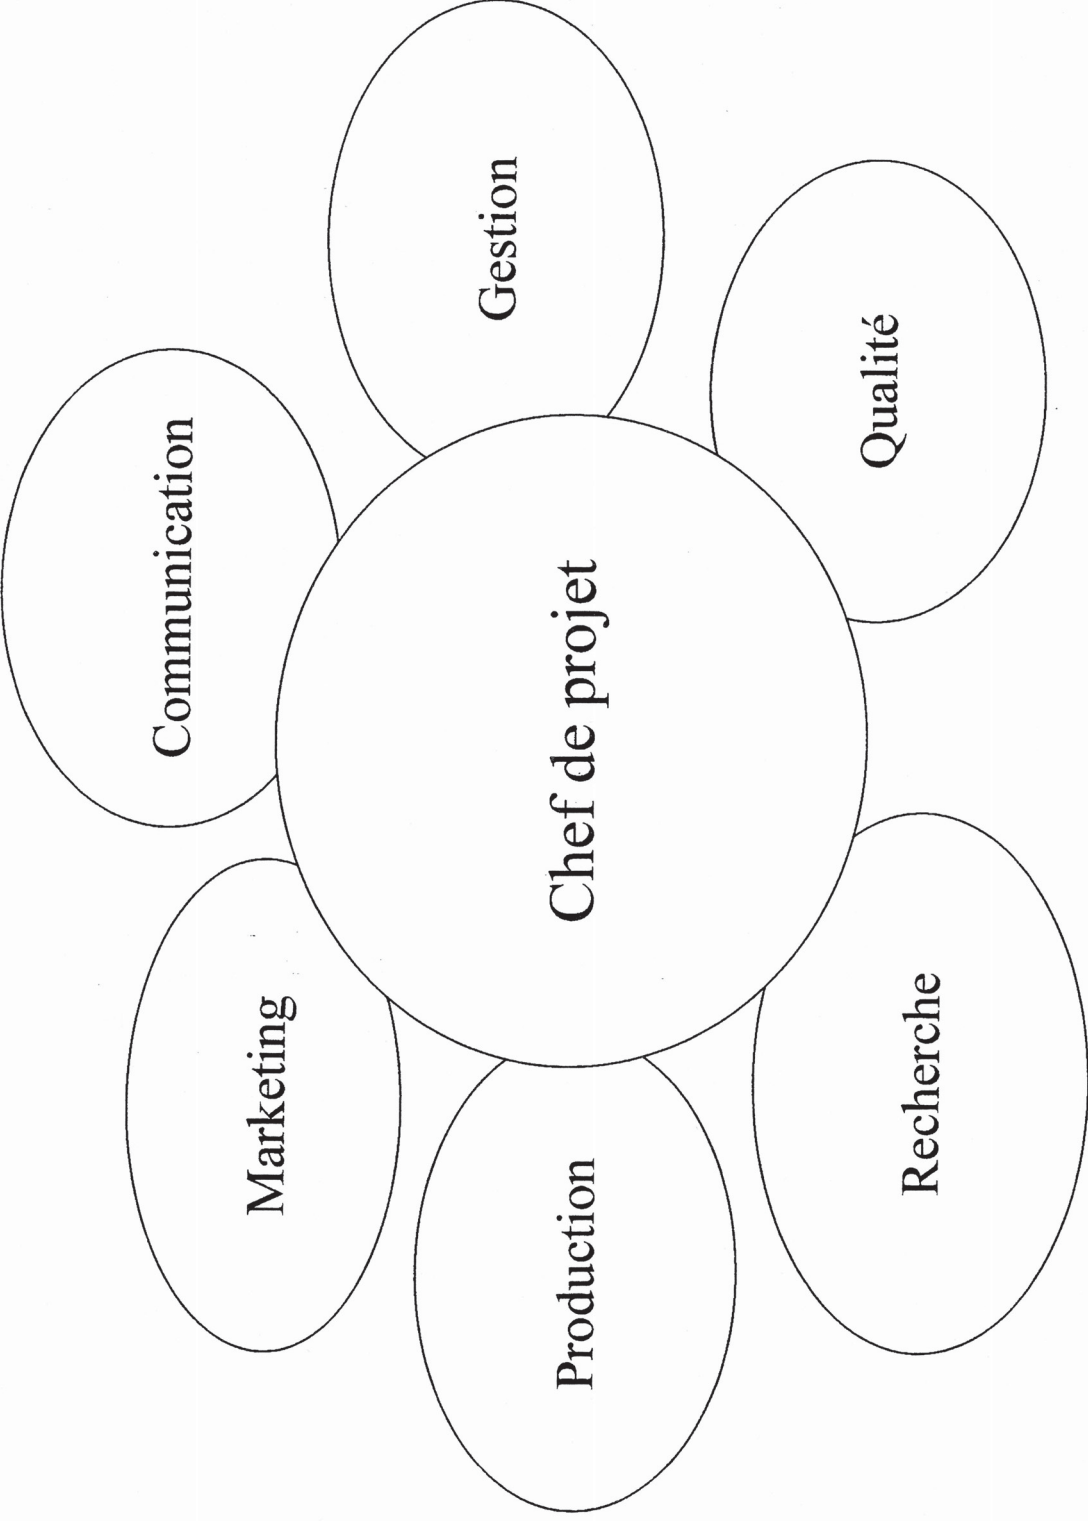 Marketing
Communication
Production
Chef de projet
Gestion
Recherche
Qualité